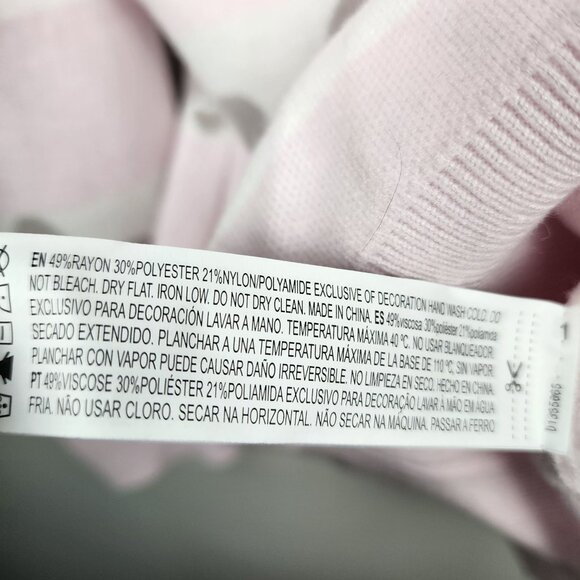 EN 49%RAYON 30%POLYESTER 21%NYLON/POLYAMIDE EXCLUSIVE OF DECORATION HAND WASH COLD. DO
NOT BLEACH. DRY FLAT. IRON LOW. DO NOT DRY CLEAN. MADE IN CHINA. ES 49%viscosa 30%poliéster 21%poliamida
EXCLUSIVO PARA DECORACIÓN LAVAR A MANO. TEMPERATURA MÁXIMA 40 ºC. NO USAR BLANQUEADOR.
SECADO EXTENDIDO. PLANCHAR A UNA TEMPERATURA MÁXIMA DE LA BASE DE 110 ºC, SIN VAPOR.
PLANCHAR CON VAPOR PUEDE CAUSAR DAÑO IRREVERSIBLE. NO LIMPIEZA EN SECO. HECHO EN CHINA.
PT 49%VISCOSE 30%POLIÉSTER 21%POLIAMIDA EXCLUSIVO PARA DECORAÇÃO LAVAR À MÃO EM ÁGUA
FRIA. NÃO USAR CLORO. SECAR NA HORIZONTAL. NÃO SECAR NA MÁQUINA. PASSAR A FERRO